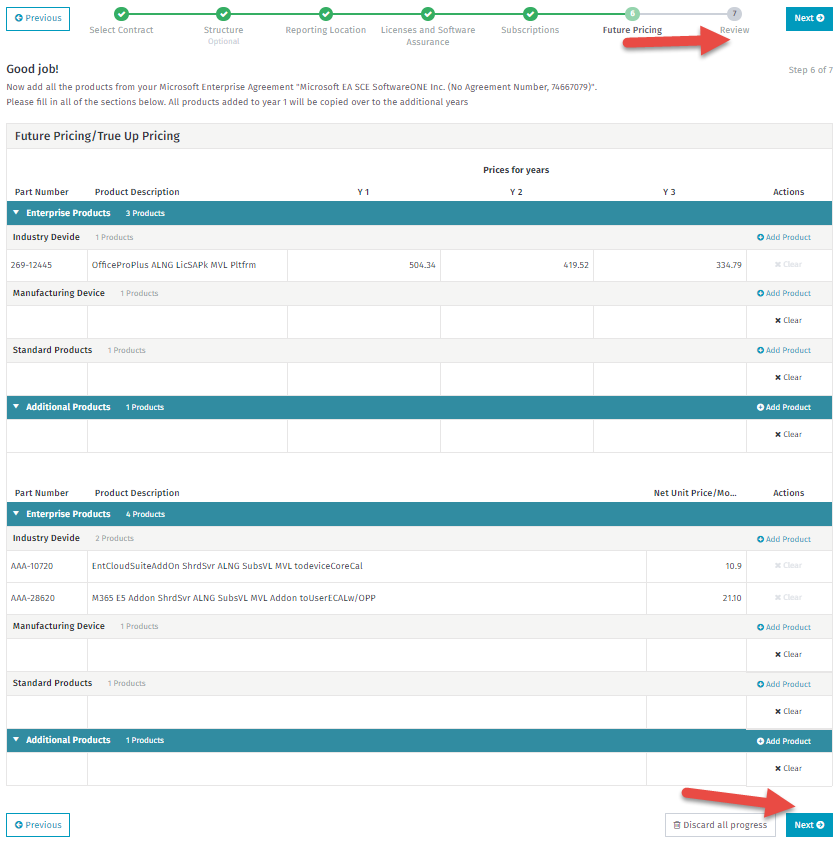 Previous
6 7
Select Contract Structure Reporting Location Licenses and Software Subscriptions Future Pricing Review
Optional Assurance
Next
Good job!
Step 6 of 7
Now add all the products from your Microsoft Enterprise Agreement "Microsoft EA SCE SoftwareONE Inc. (No Agreement Number, 74667079)".
Please fill in all of the sections below. All products added to year 1 will be copied over to the additional years
Future Pricing/True Up Pricing
Prices for years
Part Number Product Description Y 1 Y 2 Y 3 Actions
Enterprise Products 3 Products
Industry Devide 1 Products Add Product
269-12445 OfficeProPlus ALNG LicSAPk MVL Pltfrm 504.34 419.52 334.79 Clear
Manufacturing Device 1 Products Add Product
Clear
Standard Products 1 Products Add Product
Clear
Additional Products 1 Products Add Product
Clear
Part Number Product Description Net Unit Price/Mo... Actions
Enterprise Products 4 Products
Industry Devide 2 Products Add Product
AAA-10720 EntCloudSuiteAddOn ShrdSvr ALNG SubsVL MVL todeviceCoreCal 10.9 Clear
AAA-28620 M365 E5 Addon ShrdSvr ALNG SubsVL MVL Addon toUserECALw/OPP 21.10 Clear
Manufacturing Device 1 Products Add Product
Clear
Standard Products 1 Products Add Product
Clear
Additional Products 1 Products Add Product
Clear
Previous Discard all progress Next